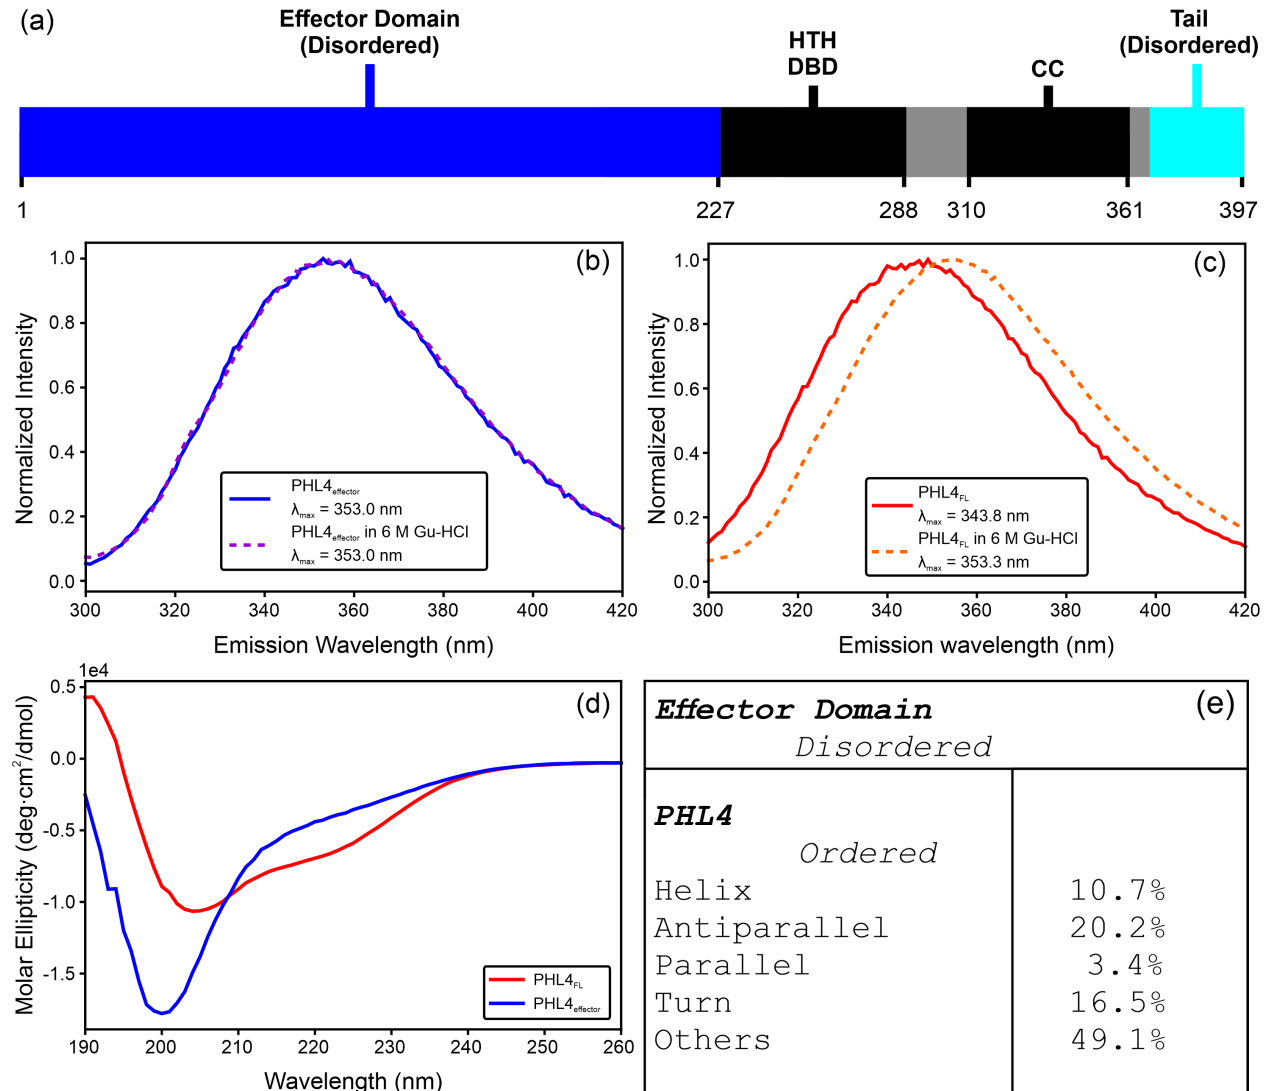 (a)
Effector Domain
(Disordered)
HTH
DBD
CC
Tail
(Disordered)
1
227
288
310
361
397
(b)
Normalized Intensity
1.0
0.8
0.6
0.4
0.2
0.0
PHL4effector
λmax = 353.0 nm
PHL4effector in 6 M Gu-HCl
λmax = 353.0 nm
300
320
340
360
380
400
420
Emission Wavelength (nm)
(c)
Normalized Intensity
1.0
0.8
0.6
0.4
0.2
0.0
PHL4FL
λmax = 343.8 nm
PHL4FL in 6 M Gu-HCl
λmax = 353.3 nm
300
320
340
360
380
400
420
Emission wavelength (nm)
(d)
1e4
Molar Ellipticity (deg·cm²/dmol)
0.5
0.0
-0.5
-1.0
-1.5
PHL4FL
PHL4effector
190
200
210
220
230
240
250
260
Wavelength (nm)
(e)
Effector Domain
Disordered
PHL4
Ordered
Helix 10.7%
Antiparallel 20.2%
Parallel 3.4%
Turn 16.5%
Others 49.1%